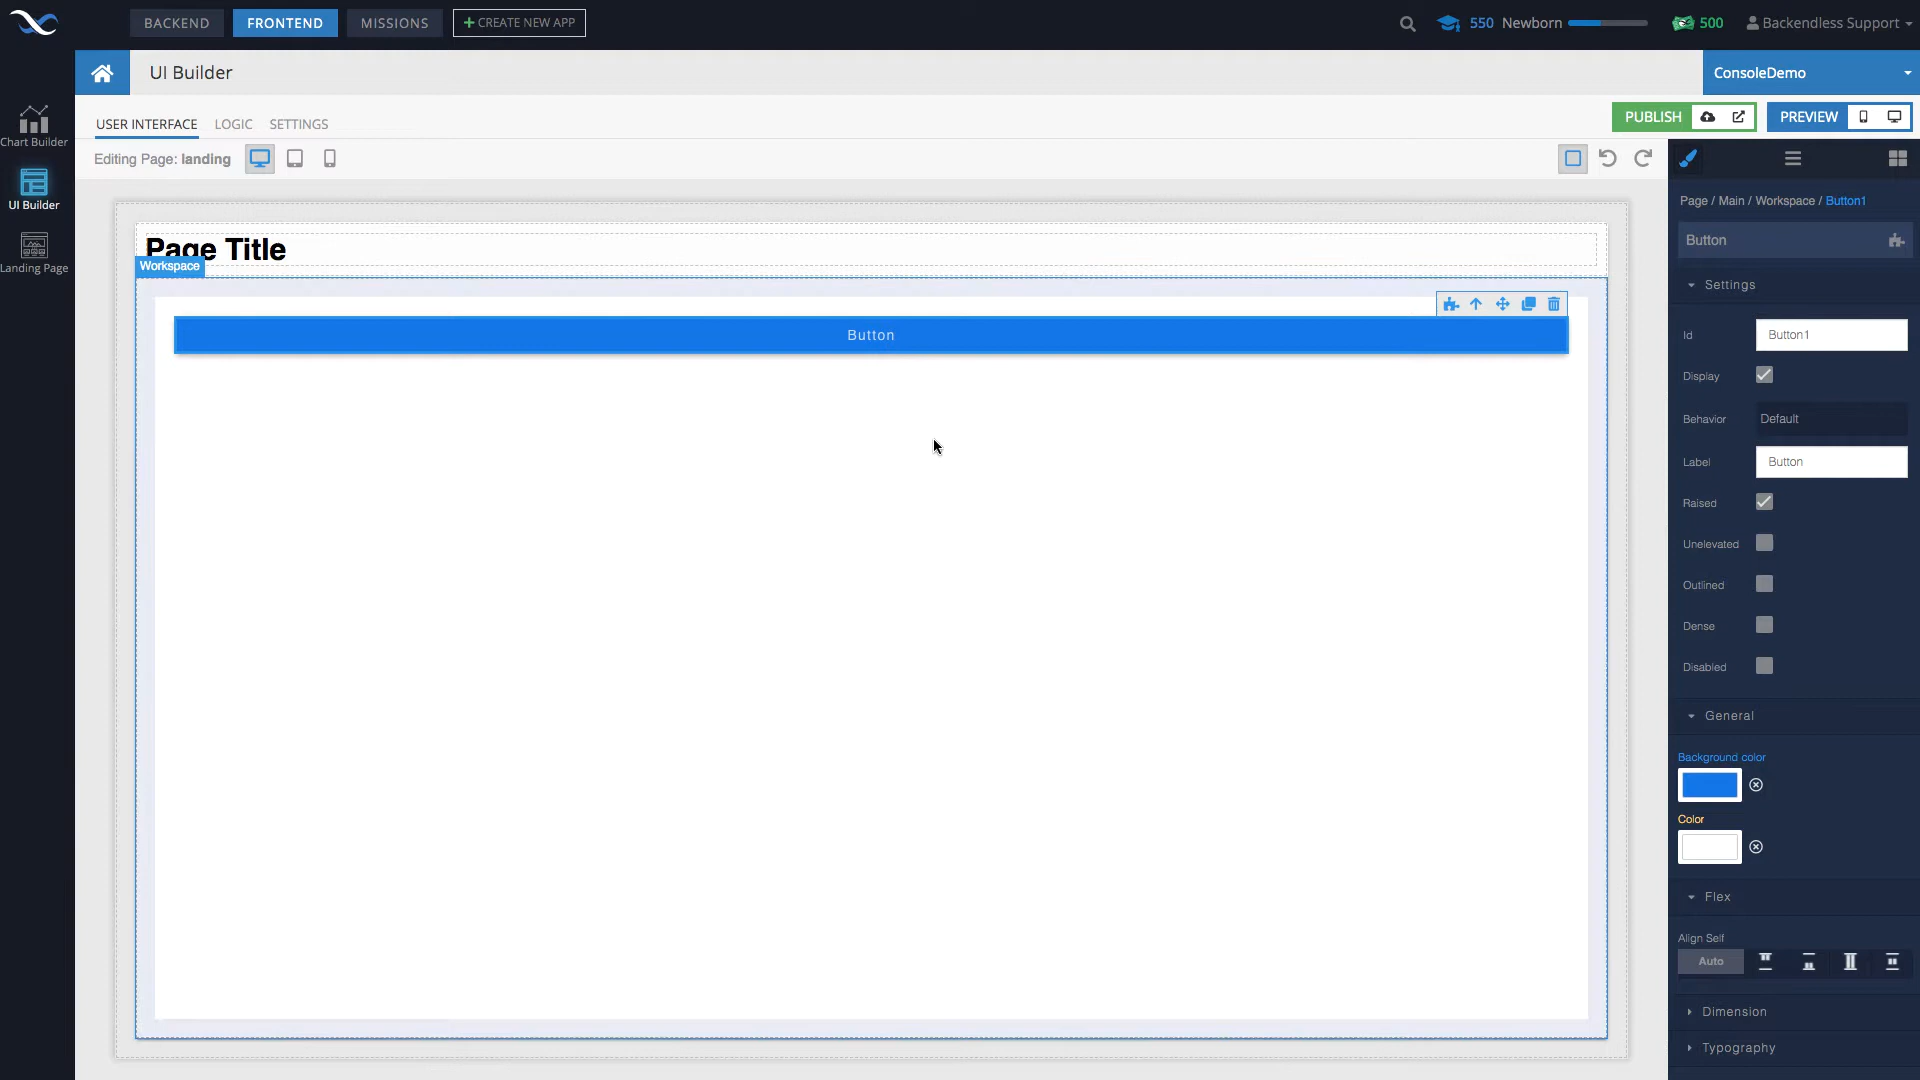 BACKEND
FRONTEND
MISSIONS
+ CREATE NEW APP
550 Newborn
500
Backendless Support
UI Builder
ConsoleDemo
USER INTERFACE
LOGIC
SETTINGS
PUBLISH
PREVIEW
Editing Page: landing
Chart Builder
UI Builder
Landing Page
Page Title
Workspace
Button
Page / Main / Workspace / Button1
Button
Settings
Id
Button1
Display
Behavior
Default
Label
Button
Raised
Unelevated
Outlined
Dense
Disabled
General
Background color
Color
Flex
Align Self
Auto
Dimension
Typography